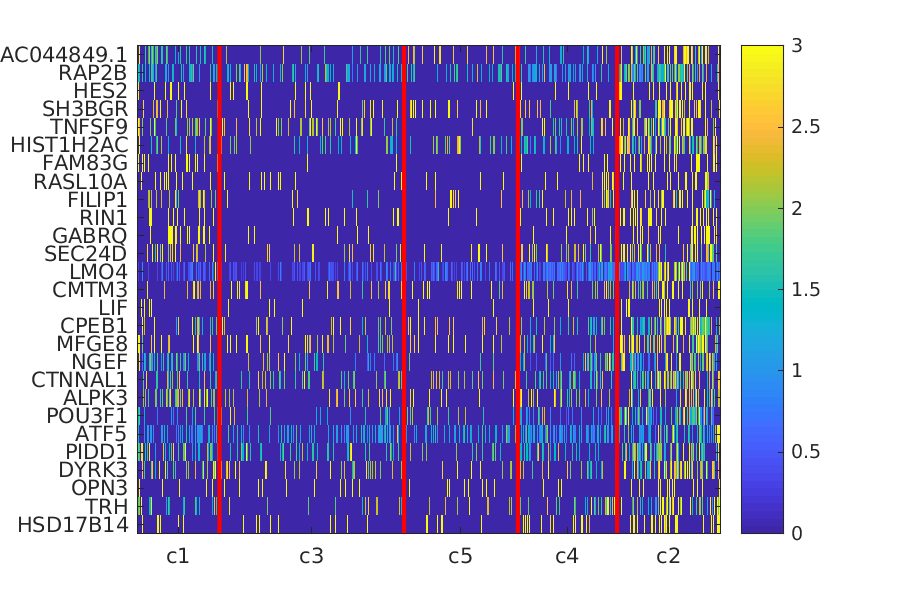 AC044849.1
RAP2B
HES2
SH3BGR
TNFSF9
HIST1H2AC
FAM83G
RASL10A
FILIP1
RIN1
GABRQ
SEC24D
LMO4
CMTM3
LIF
CPEB1
MFGE8
NGEF
CTNNAL1
ALPK3
POU3F1
ATF5
PIDD1
DYRK3
OPN3
TRH
HSD17B14
c1 c3 c5 c4 c2
3
2.5
2
1.5
1
0.5
0